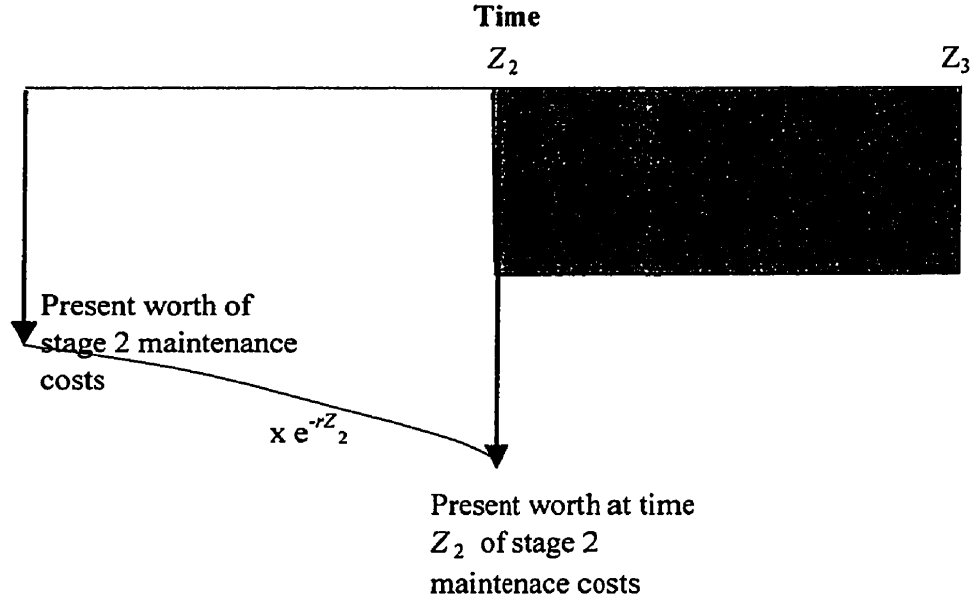 Time
Z₂ Z₃
Present worth of
stage 2 maintenance
costs
x e⁻ʳᶻ₂
Present worth at time
Z₂ of stage 2
maintenace costs